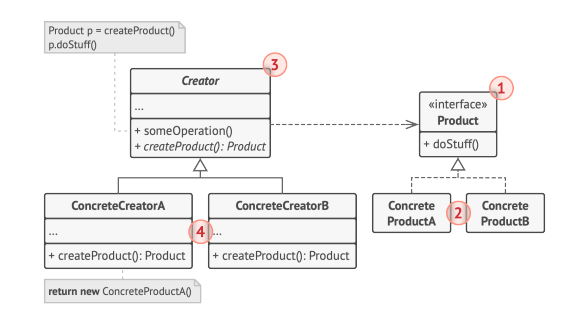 Product p = createProduct()
p.doStuff()
3
Creator
...
+ someOperation()
+ createProduct(): Product
1
«interface»
Product
+ doStuff()
ConcreteCreatorA
...
+ createProduct(): Product
4
ConcreteCreatorB
...
+ createProduct(): Product
Concrete
ProductA
2
Concrete
ProductB
return new ConcreteProductA()